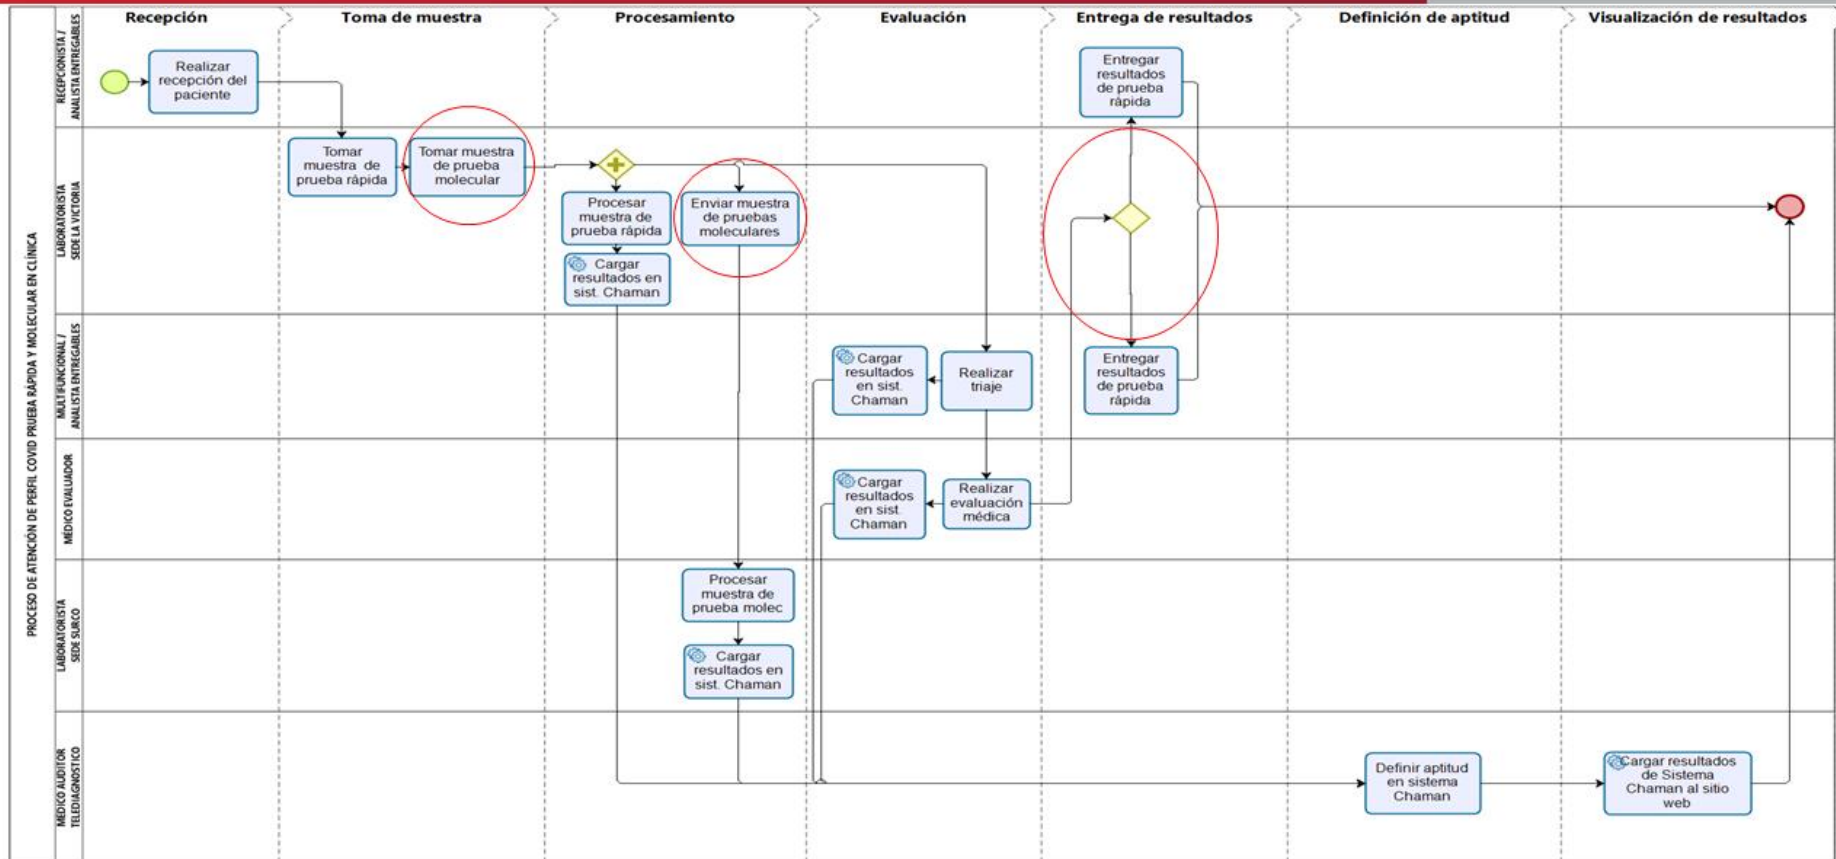 Recepción
Toma de muestra
Procesamiento
Evaluación
Entrega de resultados
Definición de aptitud
Visualización de resultados
PROCESO DE ATENCIÓN DE PERFIL COVID PRUEBA RÁPIDA Y MOLECULAR EN CLÍNICA
RECEPCIONISTA /
ANALISTA ENTREGABLES
Realizar
recepción del
paciente
Entregar
resultados
de prueba
rápida
LABORATORISTA
SEDE LA VICTORIA
Tomar
muestra de
prueba rápida
Tomar muestra
de prueba
molecular
Procesar
muestra de
prueba rápida
Enviar muestra
de pruebas
moleculares
Cargar
resultados en
sist. Chaman
MULTIFUNCIONAL /
ANALISTA ENTREGABLES
Cargar
resultados
en sist.
Chaman
Realizar
triaje
Entregar
resultados
de prueba
rápida
MÉDICO EVALUADOR
Cargar
resultados
en sist.
Chaman
Realizar
evaluación
médica
LABORATORISTA
SEDE SURCO
Procesar
muestra de
prueba molec
Cargar
resultados en
sist. Chaman
MEDICO AUDITOR
TELEDIAGNOSTICO
Definir aptitud
en sistema
Chaman
Cargar resultados
de Sistema
Chaman al sitio
web